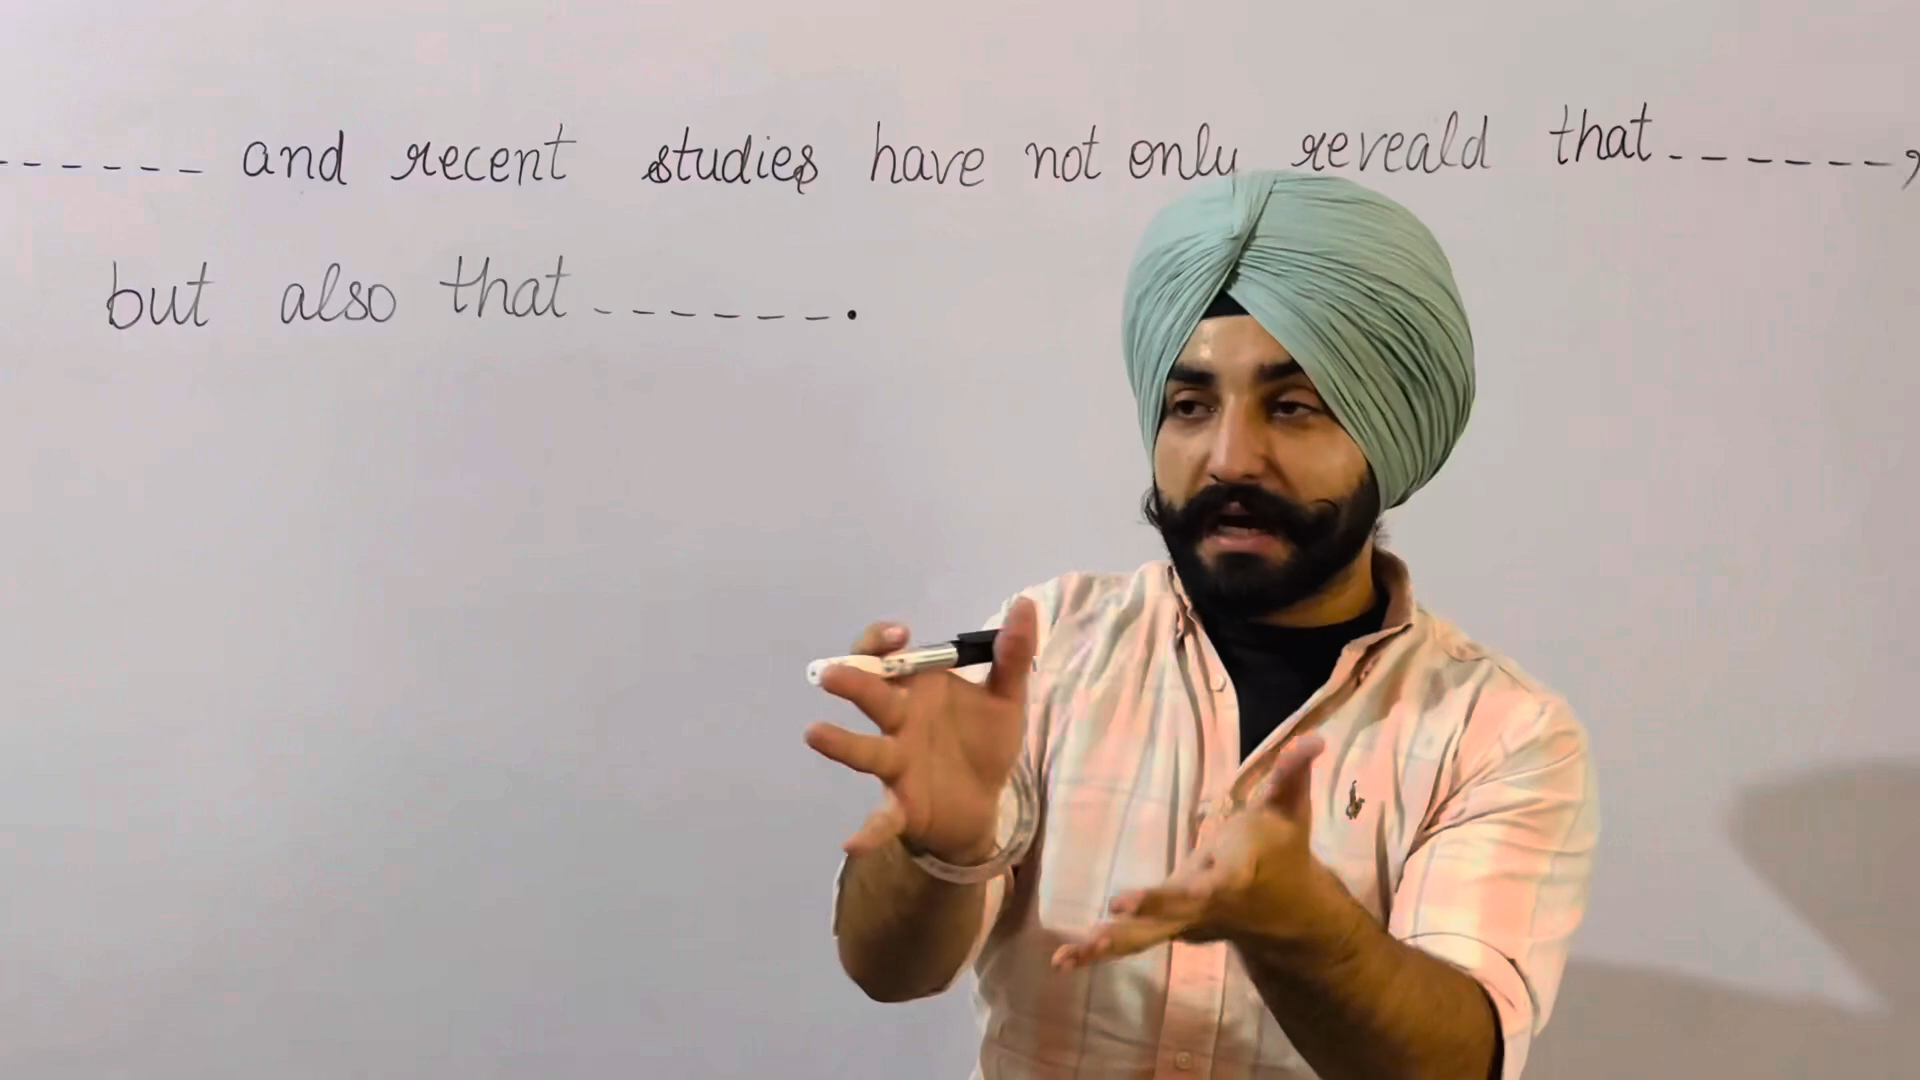 ------ and recent studies have not only reveald that------,
but also that ------.